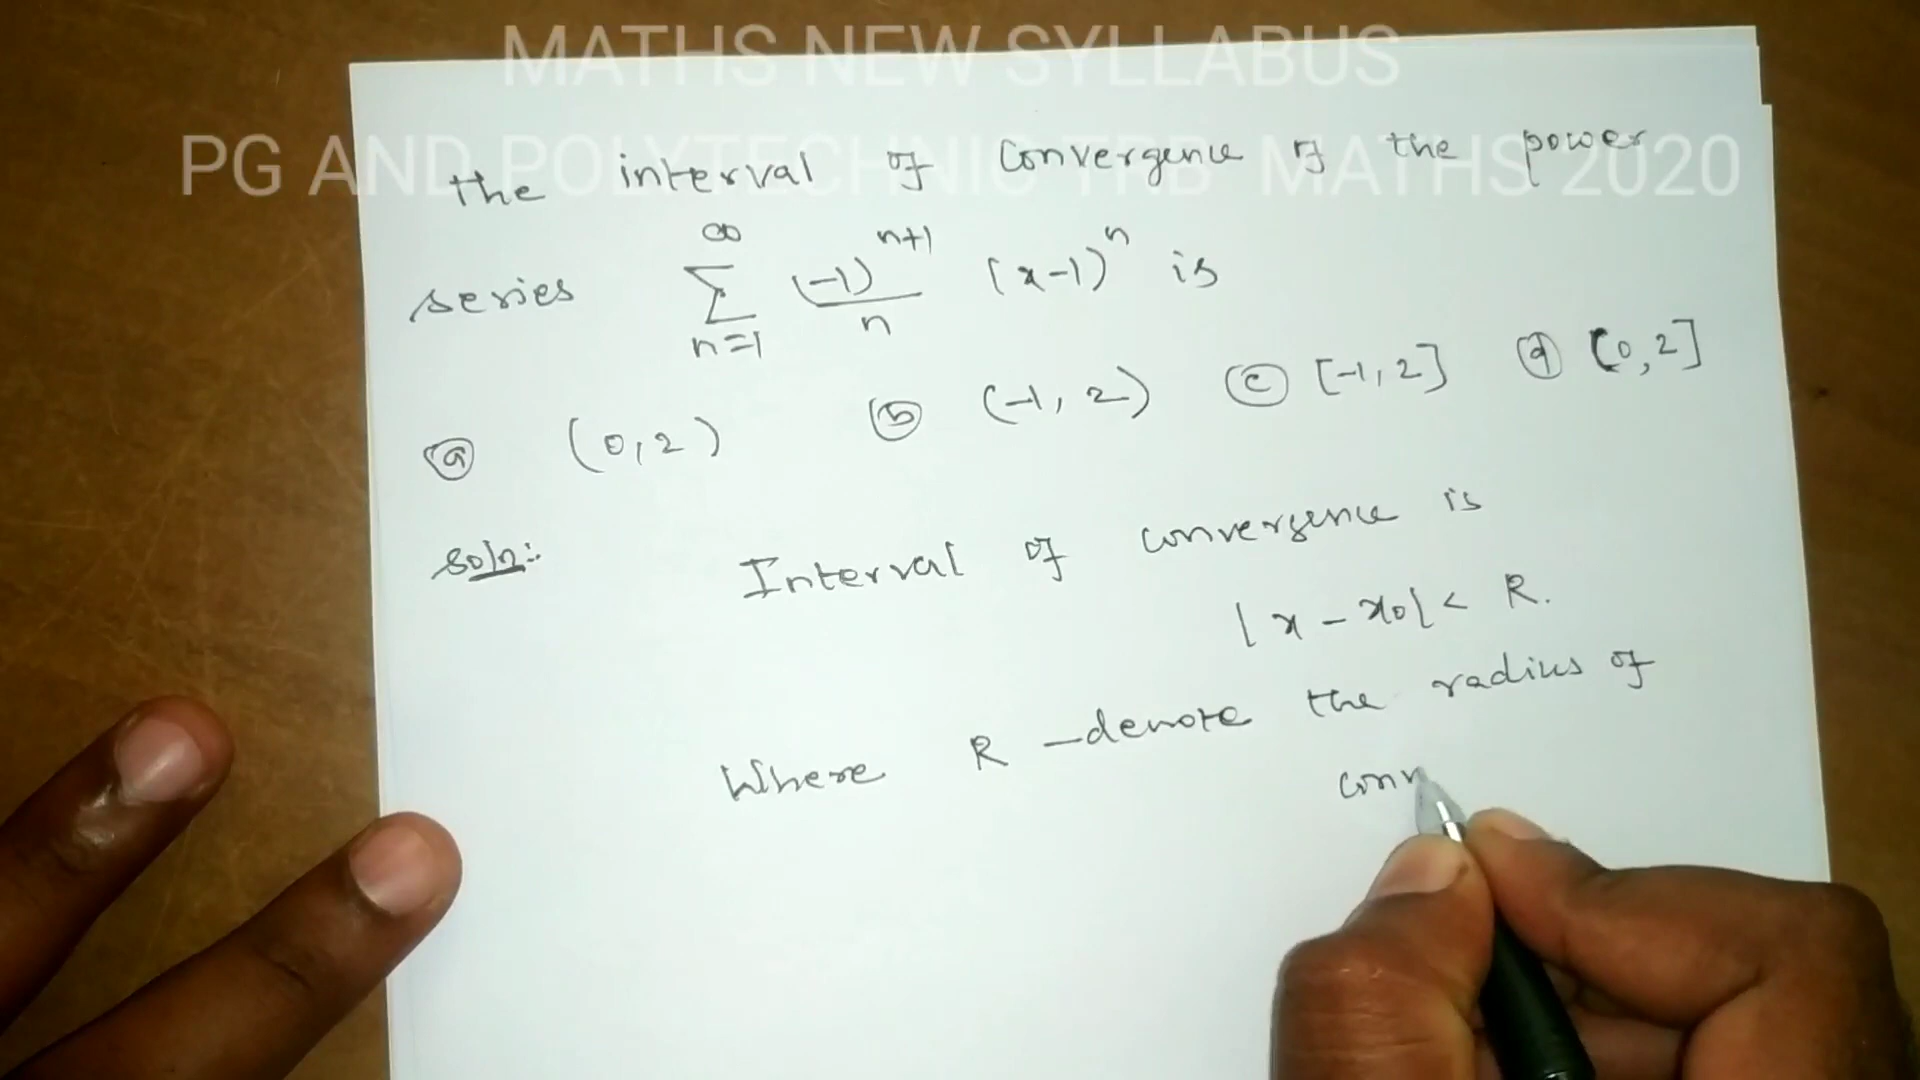 MATHS NEW SYLLABUS
PG AND POLYTECHNIC TRB MATHS 2020
the interval of convergence of the power
series ∑_{n=1}^{∞} (-1)^{n+1}/n (x-1)^n is
ⓐ (0,2) ⓑ (-1, 2) ⓒ [-1,2] ⓓ (0,2]
Soln:
Interval of convergence is
|x - x0| < R.
Where R - denote the radius of
conv